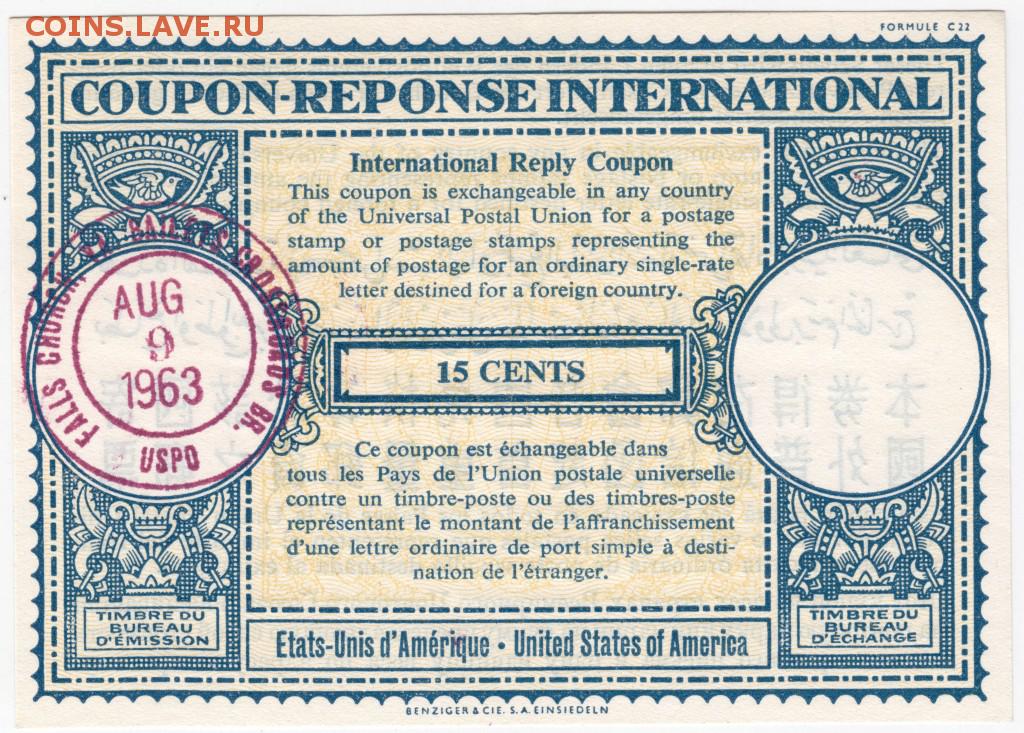 COINS.LAVE.RU
FORMULE C 22
COUPON-REPONSE INTERNATIONAL
International Reply Coupon
This coupon is exchangeable in any country
of the Universal Postal Union for a postage
stamp or postage stamps representing the
amount of postage for an ordinary single-rate
letter destined for a foreign country.
FALLS CHURCH, VA. BAILEYS CROSSROADS BR.
AUG
9
1963
USPO
15 CENTS
Ce coupon est échangeable dans
tous les Pays de l'Union postale universelle
contre un timbre-poste ou des timbres-poste
représentant le montant de l'affranchissement
d'une lettre ordinaire de port simple à desti-
nation de l'étranger.
TIMBRE DU
BUREAU
D'ÉMISSION
TIMBRE DU
BUREAU
D'ÉCHANGE
Etats-Unis d'Amérique • United States of America
BENZIGER & CIE. S.A. EINSIEDELN